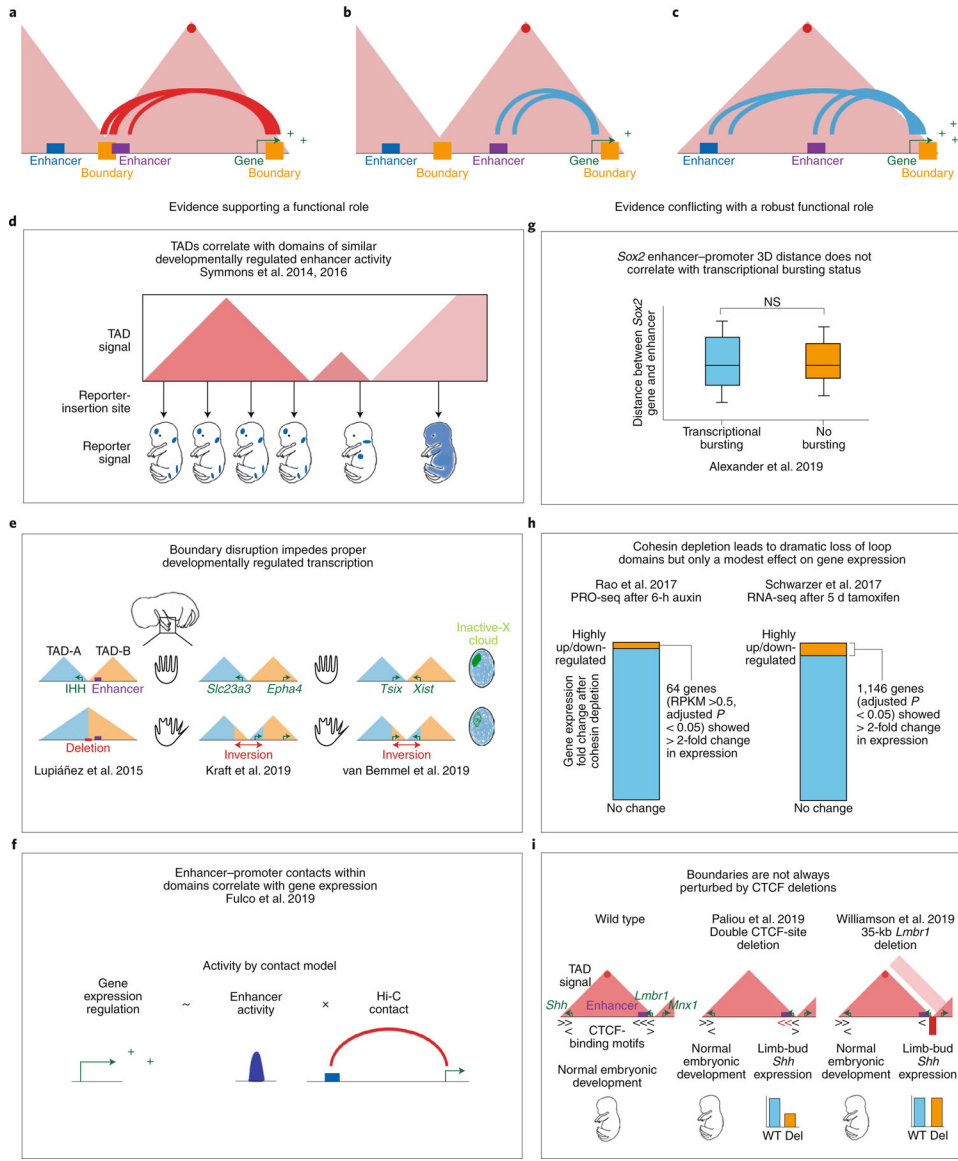 a
b
c
+
+
Enhancer
Boundary
Enhancer
Gene
Boundary
+
Enhancer
Boundary
Enhancer
Gene
Boundary
+
+
+
+
Enhancer
Enhancer
Gene
Boundary
Evidence supporting a functional role
Evidence conflicting with a robust functional role
d
TADs correlate with domains of similar
developmentally regulated enhancer activity
Symmons et al. 2014, 2016
TAD
signal
Reporter-
insertion site
Reporter
signal
g
Sox2 enhancer–promoter 3D distance does not
correlate with transcriptional bursting status
NS
Distance between Sox2
gene and enhancer
Transcriptional
bursting
No
bursting
Alexander et al. 2019
e
Boundary disruption impedes proper
developmentally regulated transcription
Inactive-X
cloud
TAD-A
TAD-B
IHH
Enhancer
Slc23a3
Epha4
Tsix
Xist
Deletion
Inversion
Inversion
Lupiáñez et al. 2015
Kraft et al. 2019
van Bemmel et al. 2019
h
Cohesin depletion leads to dramatic loss of loop
domains but only a modest effect on gene expression
Rao et al. 2017
PRO-seq after 6-h auxin
Schwarzer et al. 2017
RNA-seq after 5 d tamoxifen
Gene expression
fold change after
cohesin depletion
Highly
up/down-
regulated
64 genes
(RPKM >0.5,
adjusted P
< 0.05) showed
> 2-fold change
in expression
No change
Highly
up/down-
regulated
1,146 genes
(adjusted P
< 0.05) showed
> 2-fold change
in expression
No change
f
Enhancer–promoter contacts within
domains correlate with gene expression
Fulco et al. 2019
Activity by contact model
Gene
expression
regulation
~
Enhancer
activity
×
Hi-C
contact
+
+
i
Boundaries are not always
perturbed by CTCF deletions
Wild type
Paliou et al. 2019
Double CTCF-site
deletion
Williamson et al. 2019
35-kb Lmbr1
deletion
TAD
signal
Shh
Enhancer
Lmbr1
Mnx1
CTCF-
binding motifs
Normal embryonic
development
Normal
embryonic
development
Limb-bud
Shh
expression
WT Del
Normal
embryonic
development
Limb-bud
Shh
expression
WT Del